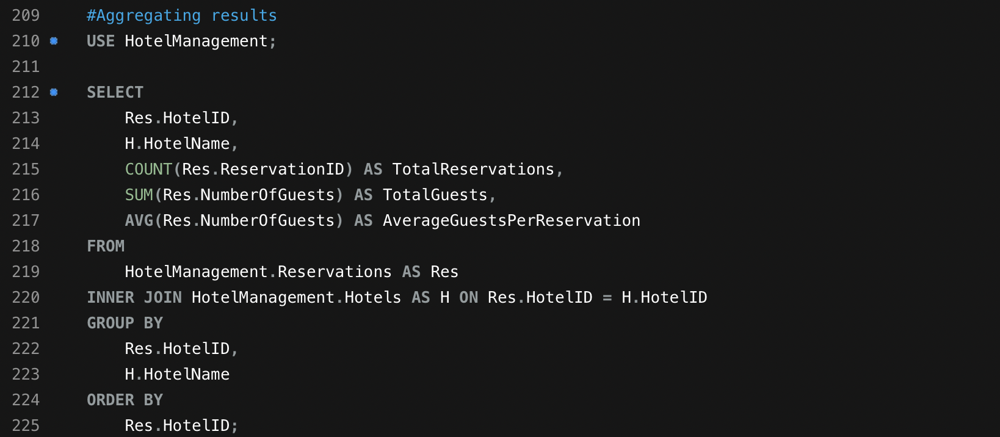 209 #Aggregating results
210 USE HotelManagement;
211
212 SELECT
213 Res.HotelID,
214 H.HotelName,
215 COUNT(Res.ReservationID) AS TotalReservations,
216 SUM(Res.NumberOfGuests) AS TotalGuests,
217 AVG(Res.NumberOfGuests) AS AverageGuestsPerReservation
218 FROM
219 HotelManagement.Reservations AS Res
220 INNER JOIN HotelManagement.Hotels AS H ON Res.HotelID = H.HotelID
221 GROUP BY
222 Res.HotelID,
223 H.HotelName
224 ORDER BY
225 Res.HotelID;